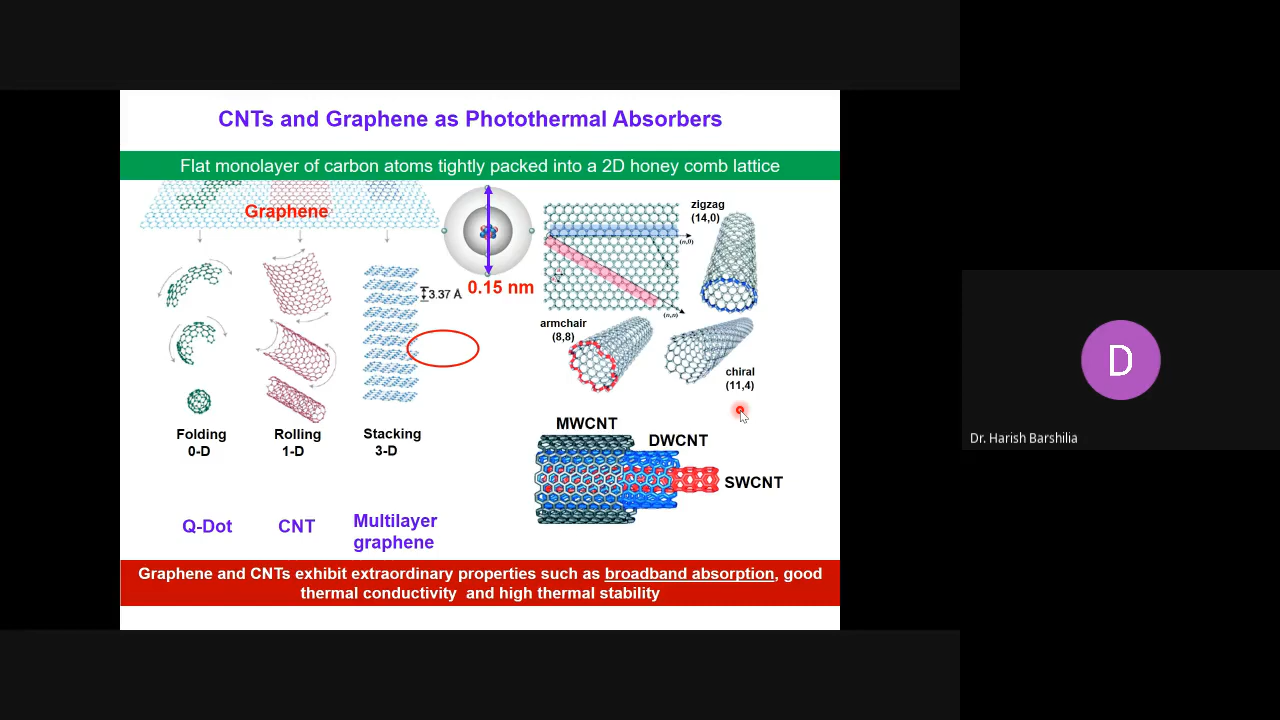 CNTs and Graphene as Photothermal Absorbers
Flat monolayer of carbon atoms tightly packed into a 2D honey comb lattice
Graphene
0.15 nm
3.37 Å
Folding
0-D
Rolling
1-D
Stacking
3-D
Q-Dot
CNT
Multilayer
graphene
zigzag
(14,0)
(n,0)
(n,n)
armchair
(8,8)
chiral
(11,4)
MWCNT
DWCNT
SWCNT
Graphene and CNTs exhibit extraordinary properties such as broadband absorption, good
thermal conductivity and high thermal stability
D
Dr. Harish Barshilia